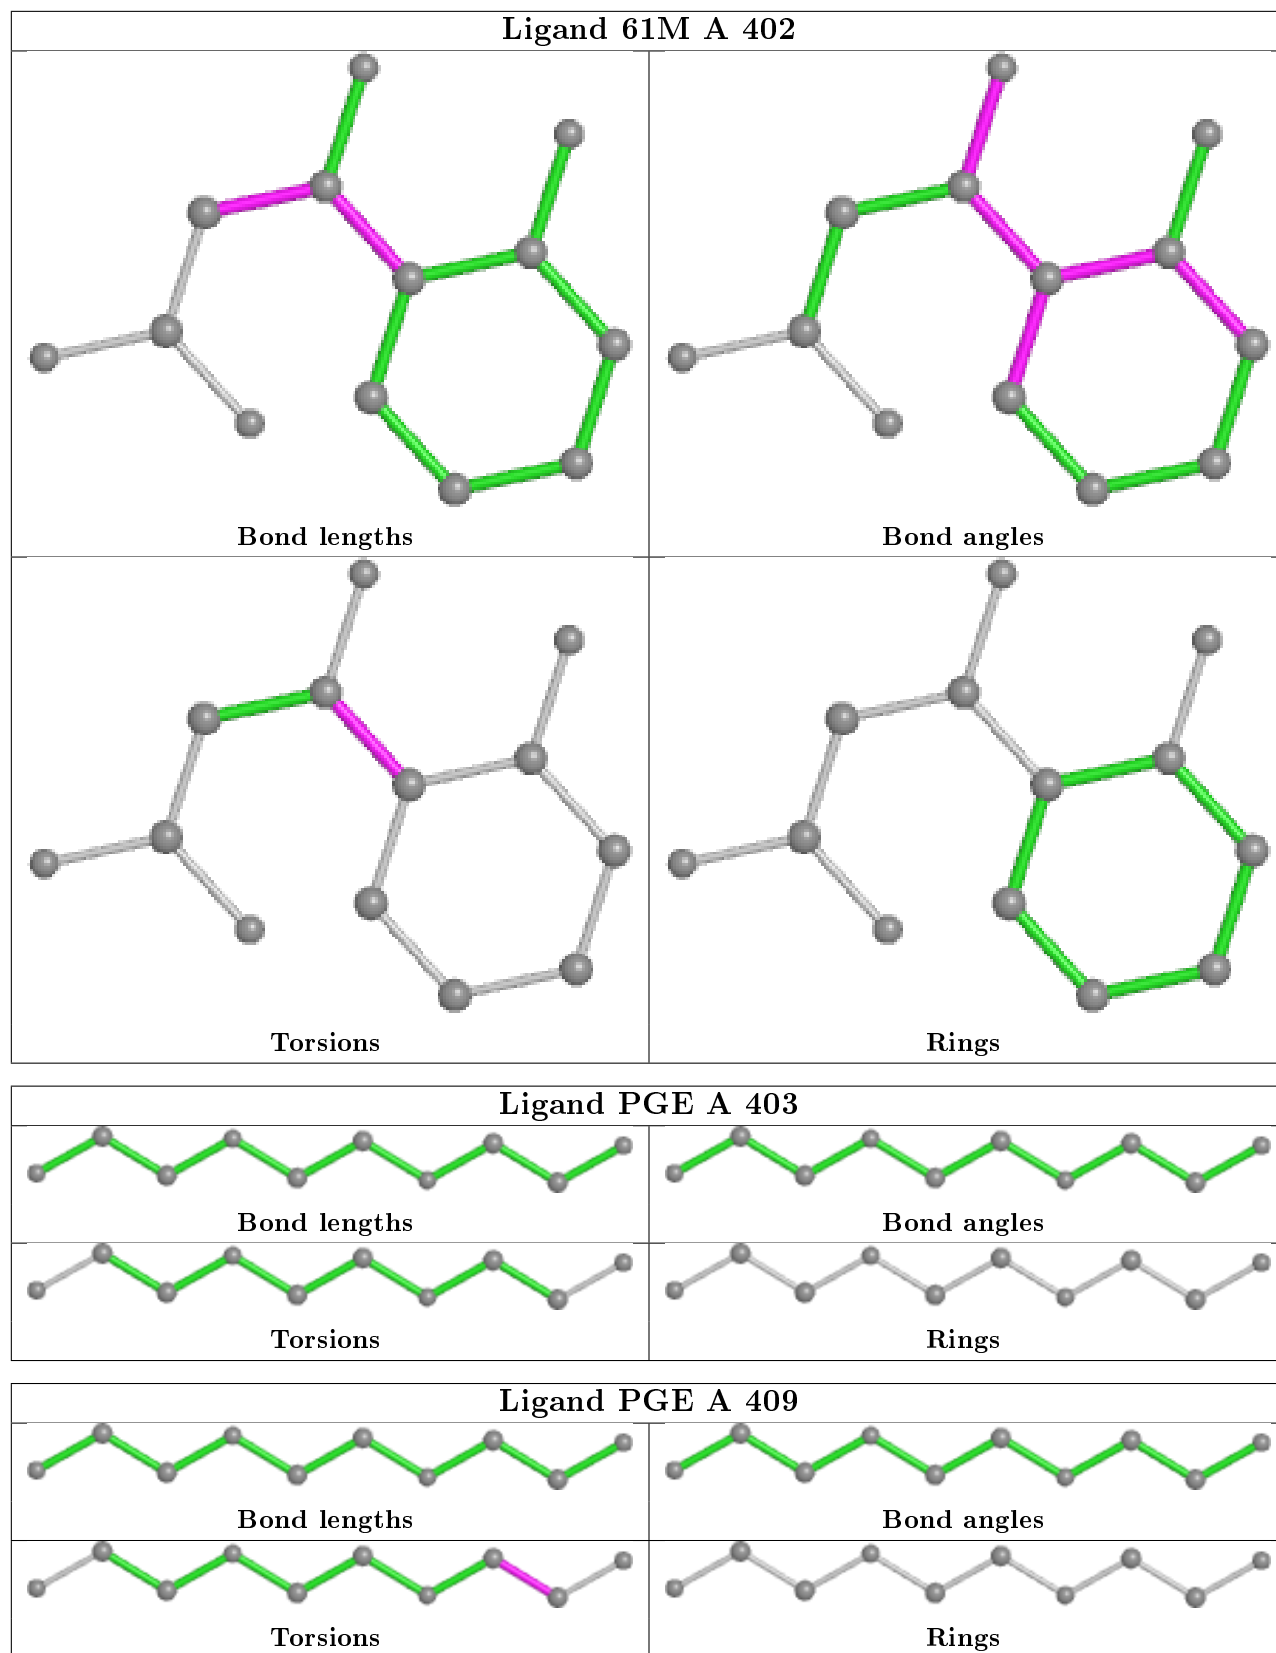 Ligand 61M A 402
Bond lengths
Bond angles
Torsions
Rings
Ligand PGE A 403
Bond lengths
Bond angles
Torsions
Rings
Ligand PGE A 409
Bond lengths
Bond angles
Torsions
Rings